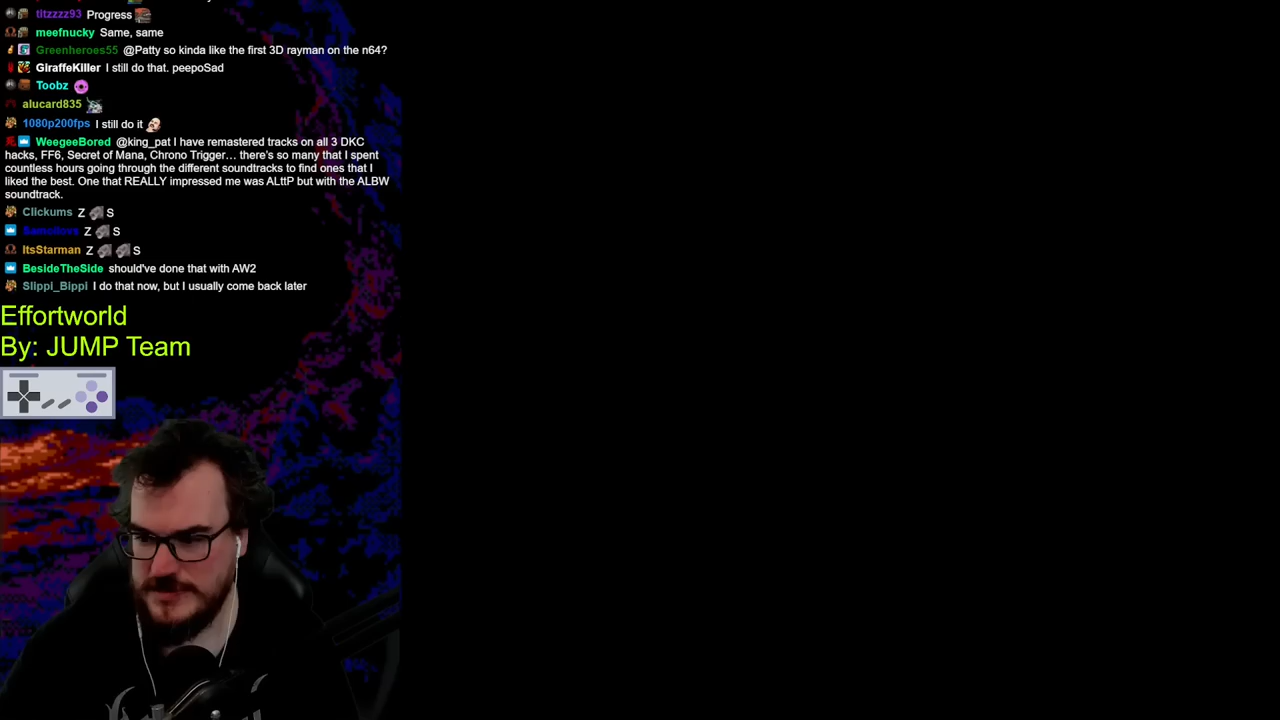 titzzzz93 Progress
meefnucky Same, same
Greenheroes55 @Patty so kinda like the first 3D rayman on the n64?
GiraffeKiller I still do that. peepoSad
Toobz
alucard835
1080p200fps I still do it
WeegeeBored @king_pat I have remastered tracks on all 3 DKC
hacks, FF6, Secret of Mana, Chrono Trigger... there's so many that I spent
countless hours going through the different soundtracks to find ones that I
liked the best. One that REALLY impressed me was ALttP but with the ALBW
soundtrack.
Clickums Z S
Z S
ItsStarman Z S
BesideTheSide should've done that with AW2
Slippi_Bippi I do that now, but I usually come back later
Effortworld
By: JUMP Team